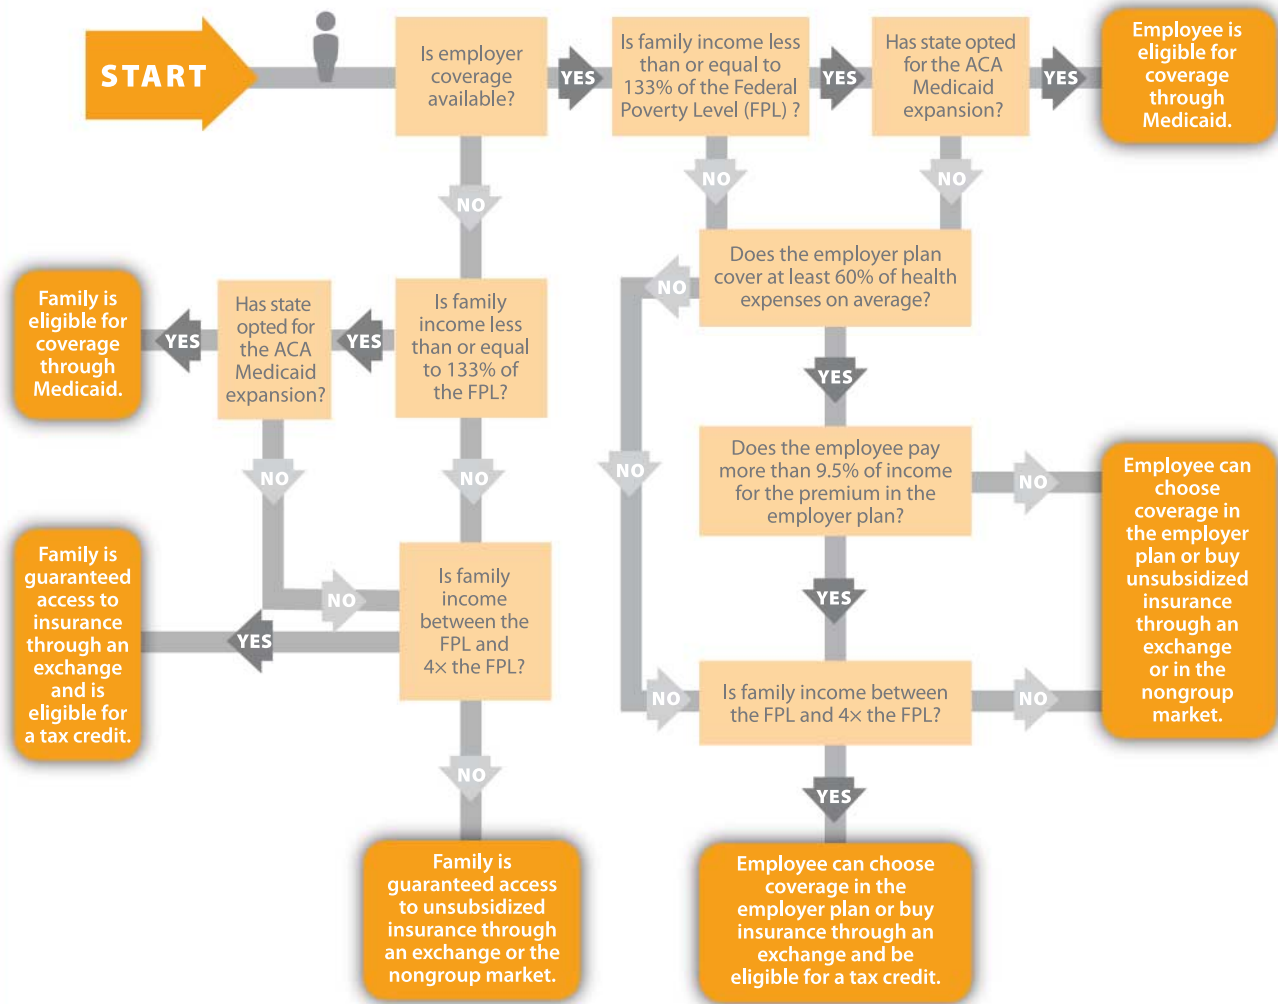 START
Is employer
coverage
available?
YES
Is family income less
than or equal to
133% of the Federal
Poverty Level (FPL) ?
YES
Has state opted
for the ACA
Medicaid
expansion?
YES
Employee is
eligible for
coverage
through
Medicaid.
NO
NO
NO
Does the employer plan
cover at least 60% of health
expenses on average?
NO
Family is
eligible for
coverage
through
Medicaid.
YES
Has state
opted for
the ACA
Medicaid
expansion?
YES
Is family
income less
than or equal
to 133% of
the FPL?
YES
NO
NO
NO
Does the employee pay
more than 9.5% of income
for the premium in the
employer plan?
NO
Employee can
choose
coverage in
the employer
plan or buy
unsubsidized
insurance
through an
exchange
or in the
nongroup
market.
Family is
guaranteed
access to
insurance
through an
exchange
and is
eligible for
a tax credit.
NO
YES
Is family
income
between the
FPL and
4× the FPL?
YES
NO
Is family income between
the FPL and 4× the FPL?
NO
NO
YES
Family is
guaranteed access
to unsubsidized
insurance through
an exchange or the
nongroup market.
Employee can choose
coverage in the
employer plan or buy
insurance through an
exchange and be
eligible for a tax credit.